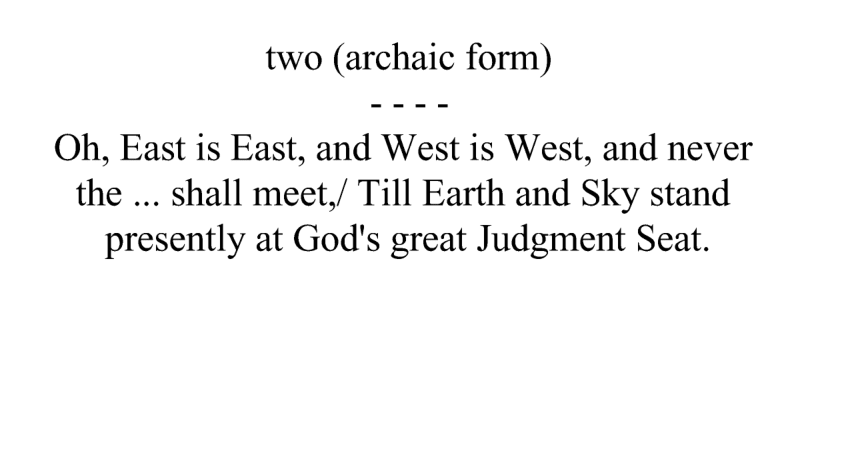 two (archaic form)
- - - -
Oh, East is East, and West is West, and never
the ... shall meet,/ Till Earth and Sky stand
presently at God's great Judgment Seat.